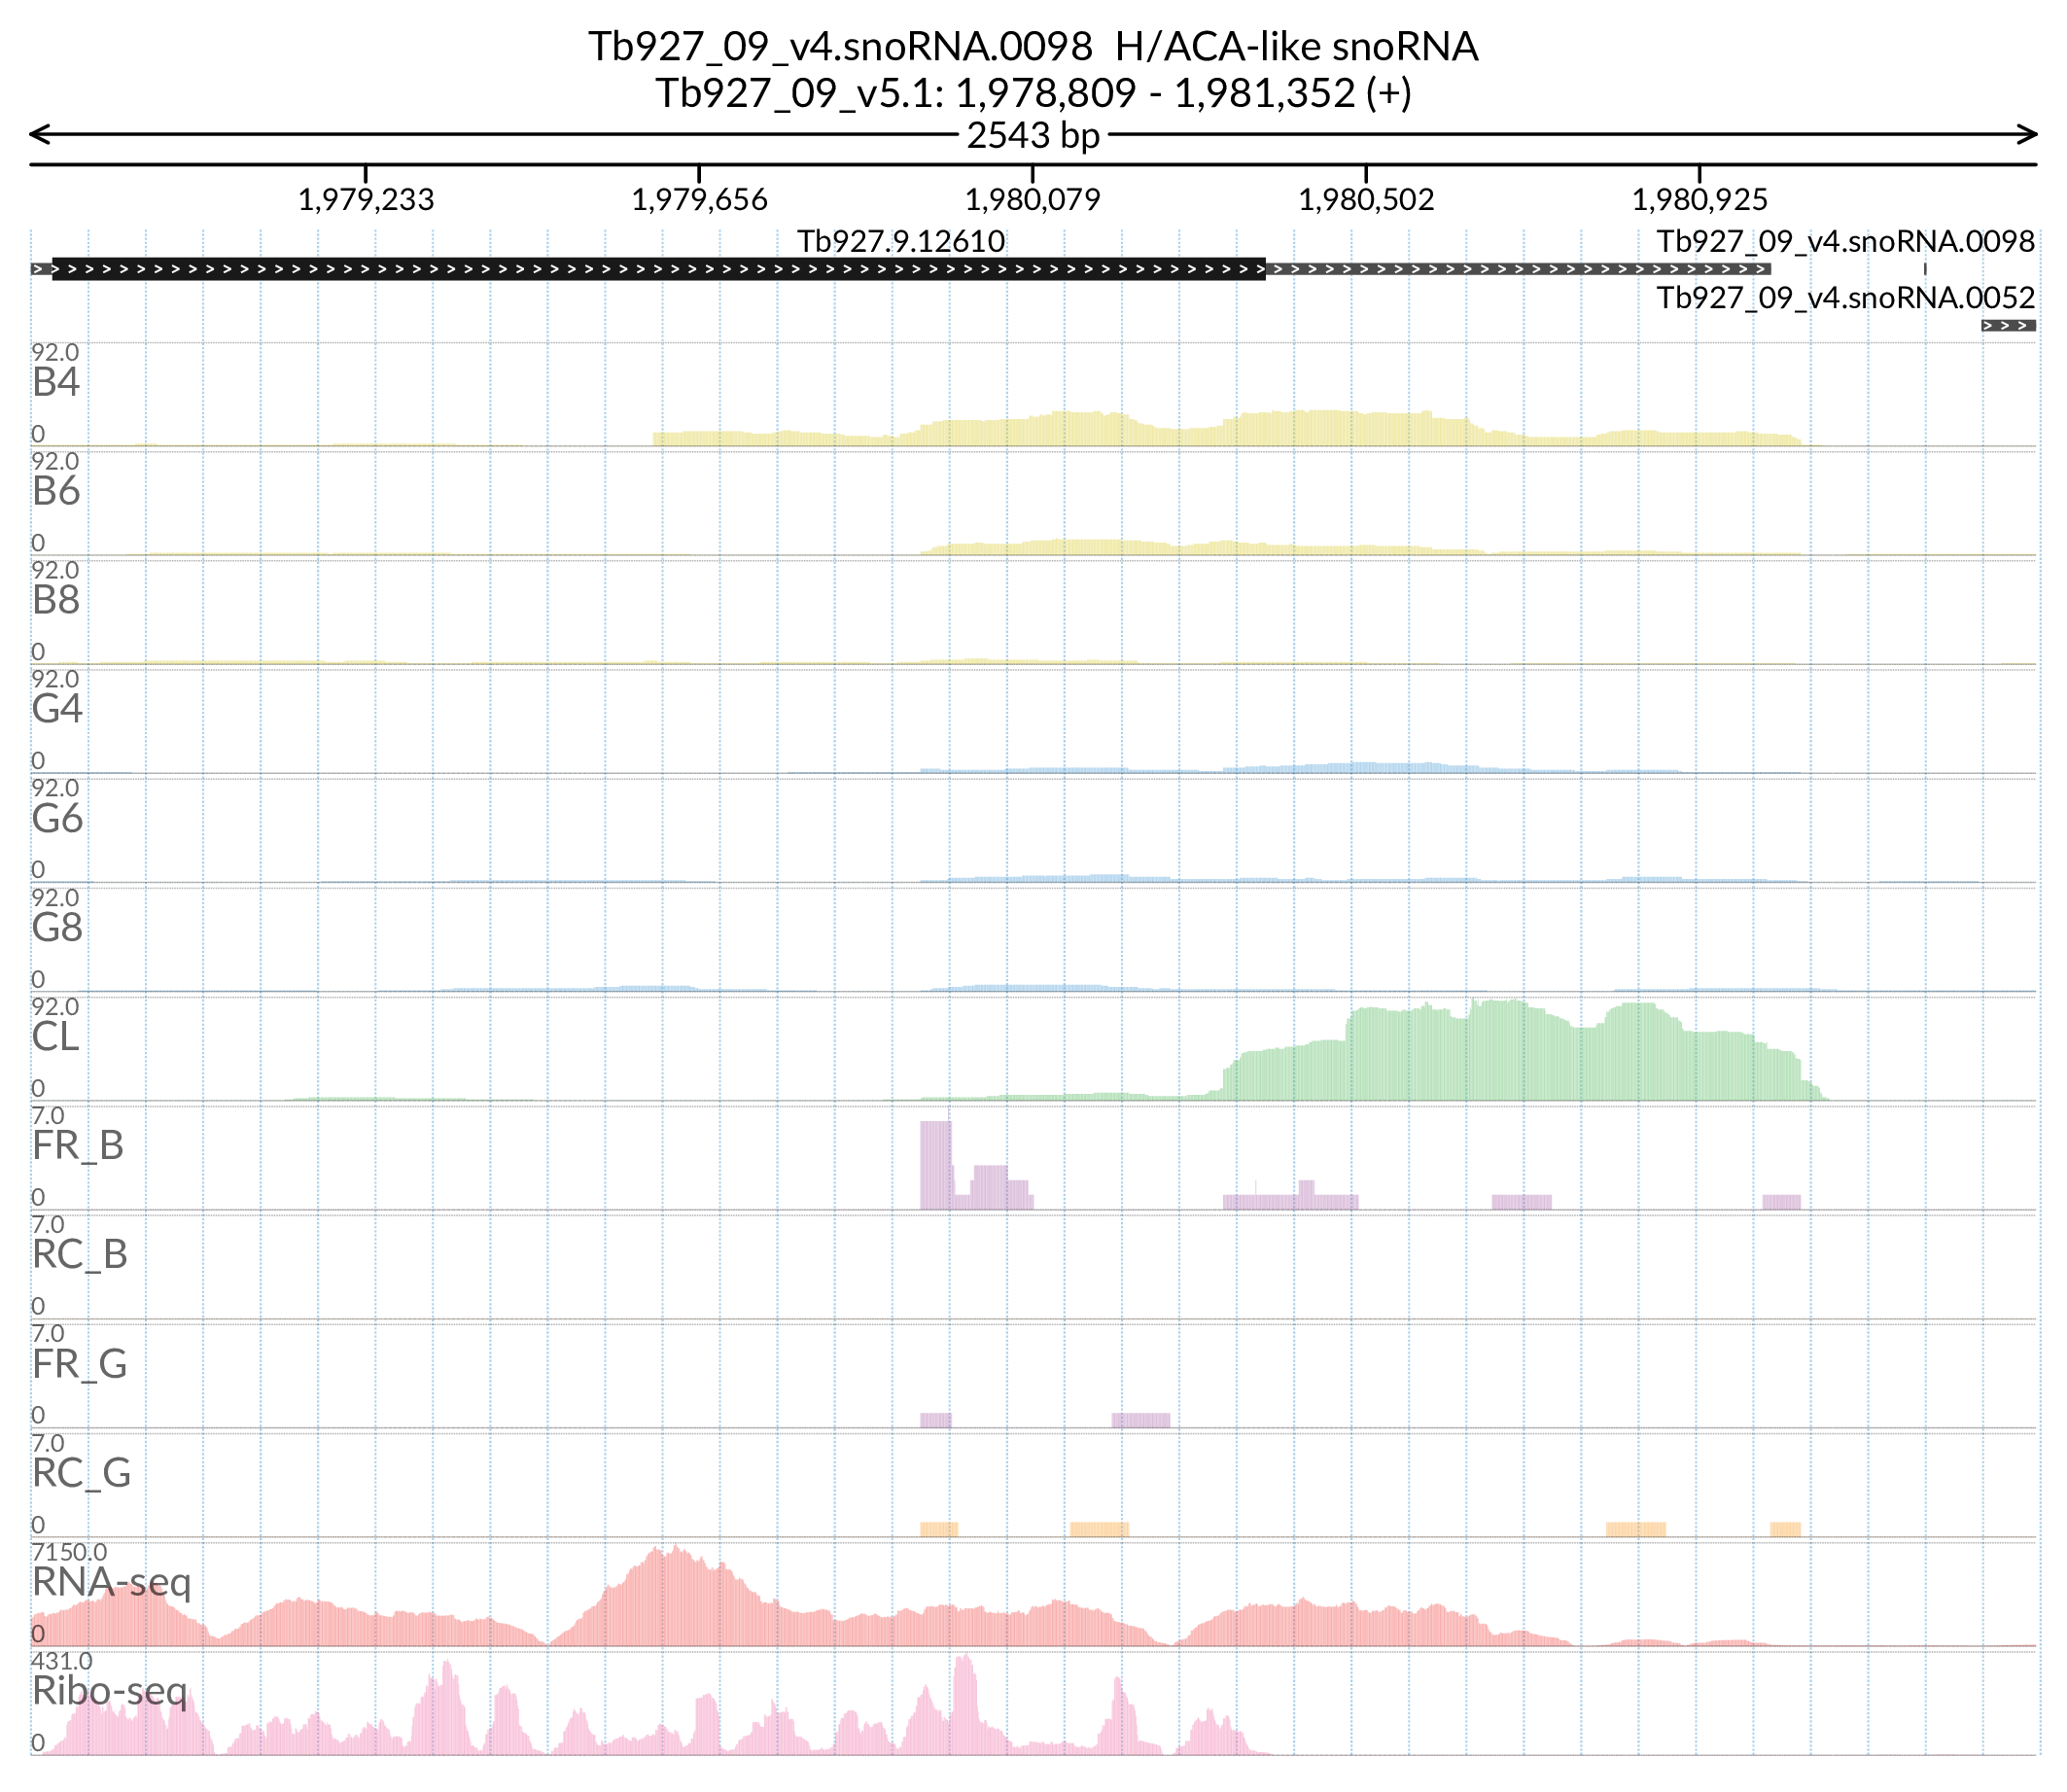 Tb927_09_v4.snoRNA.0098 H/ACA-like snoRNA
Tb927_09_v5.1: 1,978,809 - 1,981,352 (+)
2543 bp
1,979,233 1,979,656 1,980,079 1,980,502 1,980,925
Tb927.9.12610 Tb927_09_v4.snoRNA.0098
Tb927_09_v4.snoRNA.0052
92.0
B4
0
92.0
B6
0
92.0
B8
0
92.0
G4
0
92.0
G6
0
92.0
G8
0
92.0
CL
0
7.0
FR_B
0
7.0
RC_B
0
7.0
FR_G
0
7.0
RC_G
0
7150.0
RNA-seq
0
431.0
Ribo-seq
0